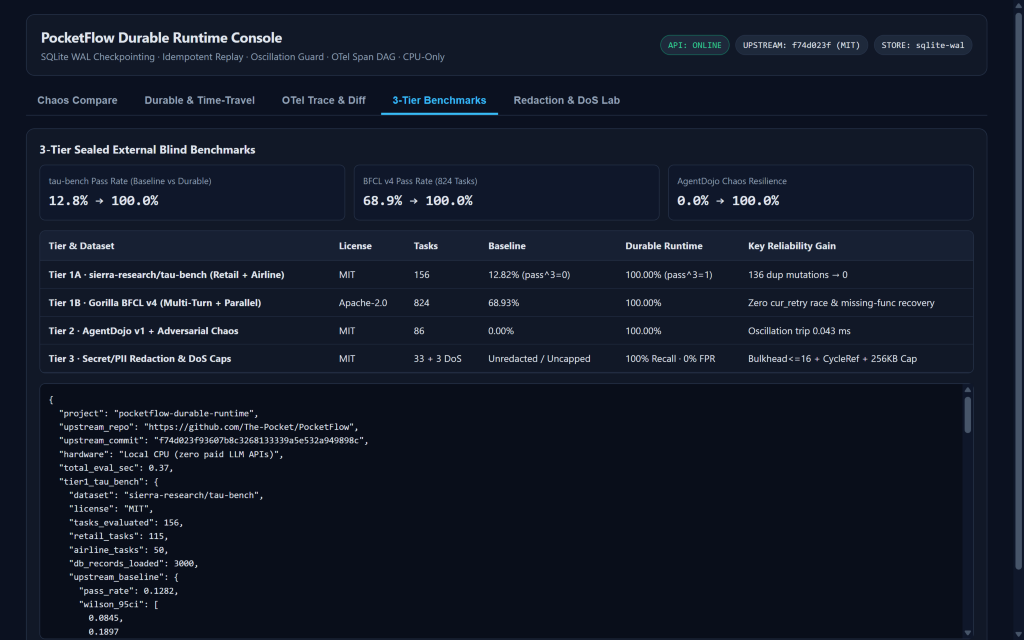 PocketFlow Durable Runtime Console
SQLite WAL Checkpointing · Idempotent Replay · Oscillation Guard · OTel Span DAG · CPU-Only
API: ONLINE
UPSTREAM: f74d023f (MIT)
STORE: sqlite-wal
Chaos Compare
Durable & Time-Travel
OTel Trace & Diff
3-Tier Benchmarks
Redaction & DoS Lab
3-Tier Sealed External Blind Benchmarks
tau-bench Pass Rate (Baseline vs Durable)
12.8% → 100.0%
BFCL v4 Pass Rate (824 Tasks)
68.9% → 100.0%
AgentDojo Chaos Resilience
0.0% → 100.0%
Tier & Dataset License Tasks Baseline Durable Runtime Key Reliability Gain
Tier 1A · sierra-research/tau-bench (Retail + Airline) MIT 156 12.82% (pass^3=0) 100.00% (pass^3=1) 136 dup mutations → 0
Tier 1B · Gorilla BFCL v4 (Multi-Turn + Parallel) Apache-2.0 824 68.93% 100.00% Zero cur_retry race & missing-func recovery
Tier 2 · AgentDojo v1 + Adversarial Chaos MIT 86 0.00% 100.00% Oscillation trip 0.043 ms
Tier 3 · Secret/PII Redaction & DoS Caps MIT 33 + 3 DoS Unredacted / Uncapped 100% Recall · 0% FPR Bulkhead<=16 + CycleRef + 256KB Cap
{
"project": "pocketflow-durable-runtime",
"upstream_repo": "https://github.com/The-Pocket/PocketFlow",
"upstream_commit": "f74d023f93607b8c3268133339a5e532a949898c",
"hardware": "Local CPU (zero paid LLM APIs)",
"total_eval_sec": 0.37,
"tier1_tau_bench": {
"dataset": "sierra-research/tau-bench",
"license": "MIT",
"tasks_evaluated": 156,
"retail_tasks": 115,
"airline_tasks": 50,
"db_records_loaded": 3000,
"upstream_baseline": {
"pass_rate": 0.1282,
"wilson_95ci": [
0.0845,
0.1897